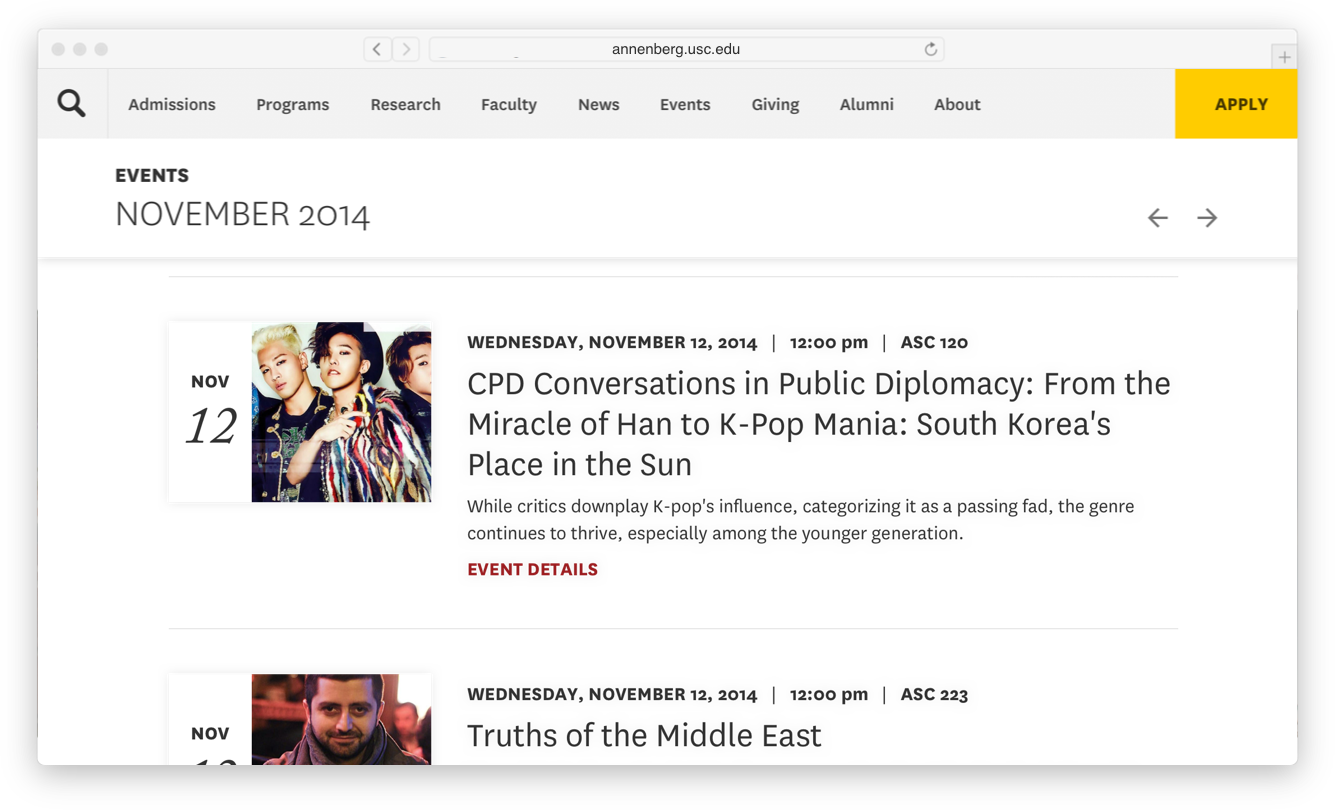 annenberg.usc.edu
Admissions Programs Research Faculty News Events Giving Alumni About APPLY
EVENTS
NOVEMBER 2014
NOV
12
WEDNESDAY, NOVEMBER 12, 2014 | 12:00 pm | ASC 120
CPD Conversations in Public Diplomacy: From the
Miracle of Han to K-Pop Mania: South Korea's
Place in the Sun
While critics downplay K-pop's influence, categorizing it as a passing fad, the genre
continues to thrive, especially among the younger generation.
EVENT DETAILS
NOV
WEDNESDAY, NOVEMBER 12, 2014 | 12:00 pm | ASC 223
Truths of the Middle East